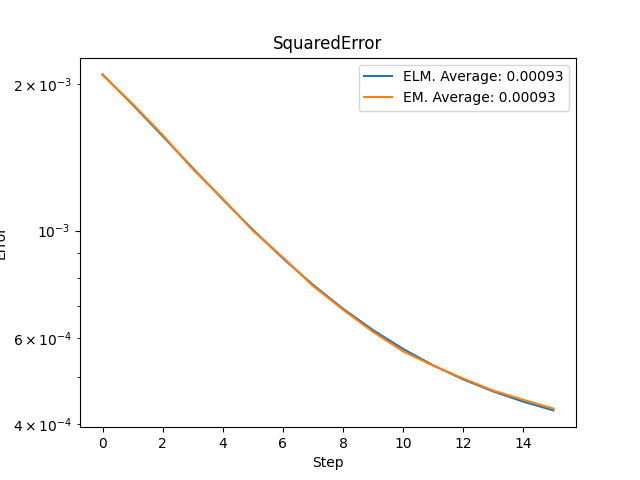 SquaredError
ELM. Average: 0.00093
EM. Average: 0.00093
2 × 10⁻³
10⁻³
6 × 10⁻⁴
4 × 10⁻⁴
Error
0 2 4 6 8 10 12 14
Step